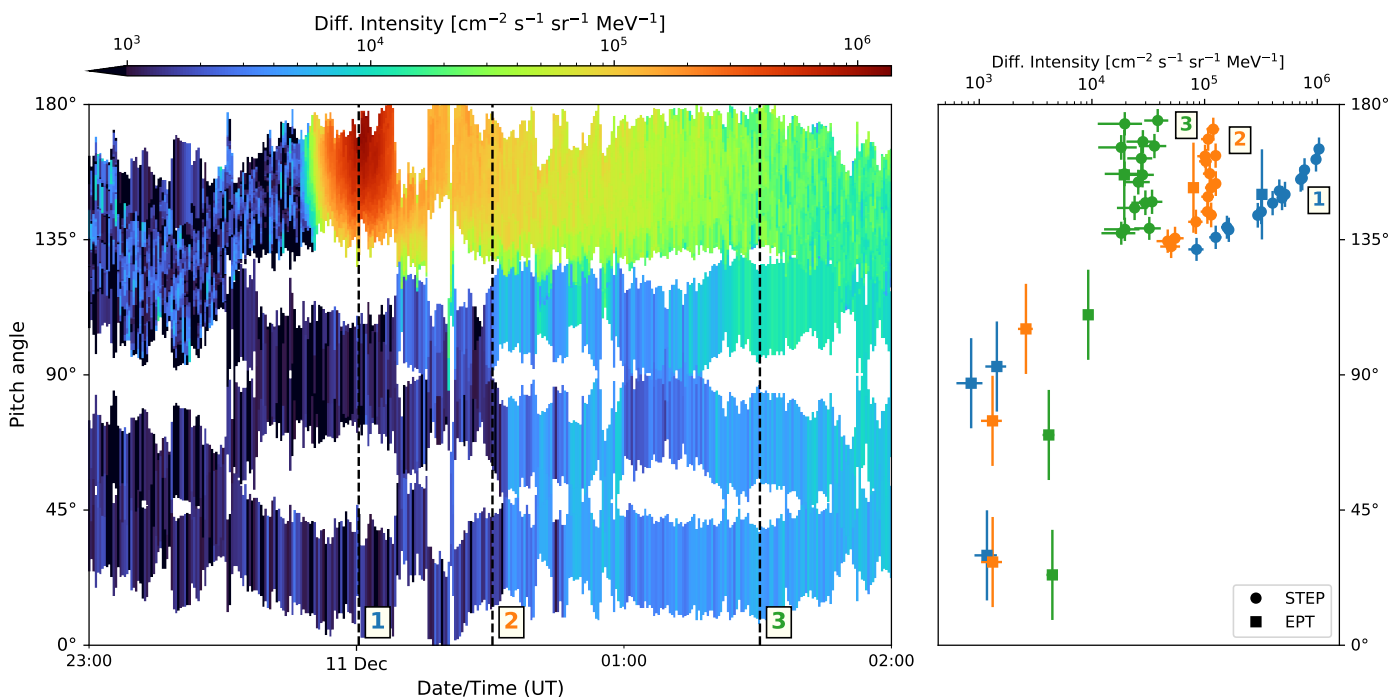 Diff. Intensity [cm⁻² s⁻¹ sr⁻¹ MeV⁻¹]
10³ 10⁴ 10⁵ 10⁶
Diff. Intensity [cm⁻² s⁻¹ sr⁻¹ MeV⁻¹]
10³ 10⁴ 10⁵ 10⁶
180°
135°
90°
45°
0°
Pitch angle
1
2
3
23:00 11 Dec 01:00 02:00
Date/Time (UT)
3
2
1
180°
135°
90°
45°
0°
STEP
EPT